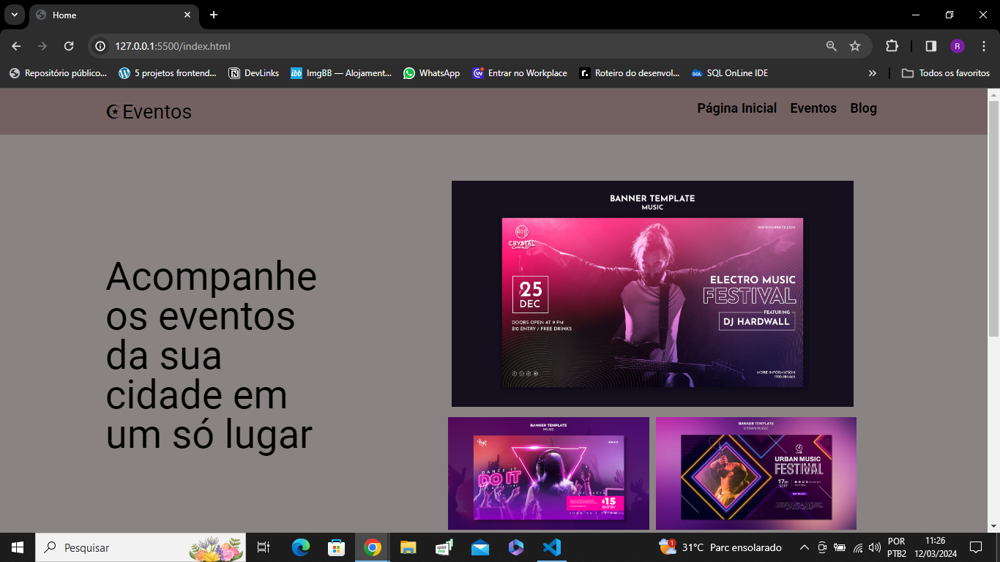 Home
127.0.0.1:5500/index.html
R
Repositório público...
5 projetos frontend...
DevLinks
ImgBB — Alojament...
WhatsApp
Entrar no Workplace
Roteiro do desenvol...
SQL OnLine IDE
Todos os favoritos
Eventos
Página Inicial
Eventos
Blog
Acompanhe
os eventos
da sua
cidade em
um só lugar
BANNER TEMPLATE
MUSIC
CRYSTAL
Events
WWW.YOURSITE.COM
25
DEC
DOORS OPEN AT 9 PM
$10 ENTRY / FREE DRINKS
ELECTRO MUSIC
FESTIVAL
FEATURING
DJ HARDWALL
MORE INFORMATION
BANNER TEMPLATE
MUSIC
DANCE IT
DO IT
$15
ENTRY
BANNER TEMPLATE
URBAN MUSIC
URBAN MUSIC
FESTIVAL
17th
SEPT
Pesquisar
1
31°C Parc ensolarado
POR
PTB2
11:26
12/03/2024